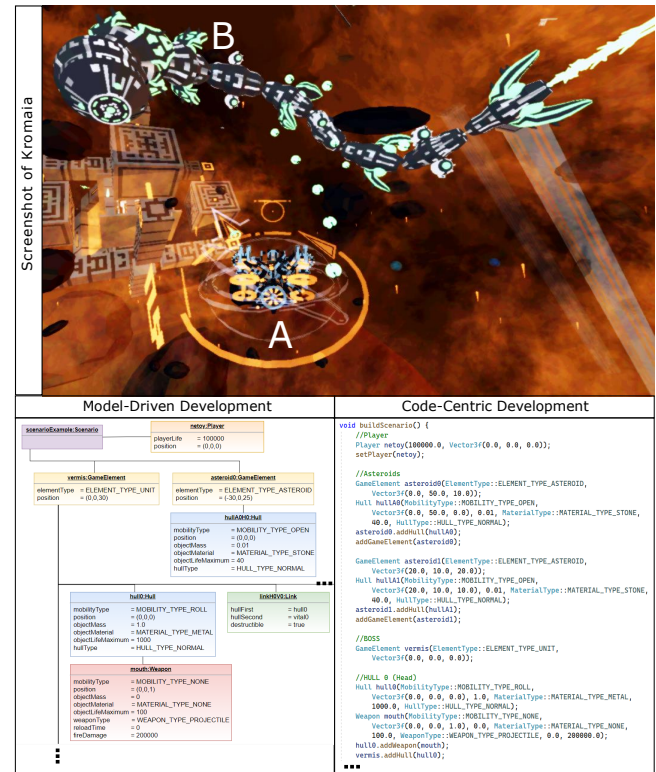 Screenshot of Kromaia
B
A
Model-Driven Development
Code-Centric Development
scenarioExample:Scenario
netoy:Player
playerLife = 100000
position = (0,0,0)
vermis:GameElement
elementType = ELEMENT_TYPE_UNIT
position = (0,0,30)
asteroid0:GameElement
elementType = ELEMENT_TYPE_ASTEROID
position = (-30,0,25)
hullA0H0:Hull
mobilityType = MOBILITY_TYPE_OPEN
position = (0,0,0)
objectMass = 0.01
objectMaterial = MATERIAL_TYPE_STONE
objectLifeMaximum = 40
hullType = HULL_TYPE_NORMAL
hull0:Hull
mobilityType = MOBILITY_TYPE_ROLL
position = (0,0,0)
objectMass = 1.0
objectMaterial = MATERIAL_TYPE_METAL
objectLifeMaximum = 1000
hullType = HULL_TYPE_NORMAL
linkH0V0:Link
hullFirst = hull0
hullSecond = vital0
destructible = true
mouth:Weapon
mobilityType = MOBILITY_TYPE_NONE
position = (0,0,1)
objectMass = 0
objectMaterial = MATERIAL_TYPE_NONE
objectLifeMaximum = 100
weaponType = WEAPON_TYPE_PROJECTILE
reloadTime = 0
fireDamage = 200000
void buildScenario() {
//Player
Player netoy(100000.0, Vector3f(0.0, 0.0, 0.0));
setPlayer(netoy);
//Asteroids
GameElement asteroid0(ElementType::ELEMENT_TYPE_ASTEROID,
Vector3f(0.0, 50.0, 10.0));
Hull hullA0(MobilityType::MOBILITY_TYPE_OPEN,
Vector3f(0.0, 50.0, 0.0), 0.01, MaterialType::MATERIAL_TYPE_STONE,
40.0, HullType::HULL_TYPE_NORMAL);
asteroid0.addHull(hullA0);
addGameElement(asteroid0);
GameElement asteroid1(ElementType::ELEMENT_TYPE_ASTEROID,
Vector3f(20.0, 10.0, 20.0));
Hull hullA1(MobilityType::MOBILITY_TYPE_OPEN,
Vector3f(20.0, 10.0, 10.0), 0.01, MaterialType::MATERIAL_TYPE_STONE,
40.0, HullType::HULL_TYPE_NORMAL);
asteroid1.addHull(hullA1);
addGameElement(asteroid1);
//BOSS
GameElement vermis(ElementType::ELEMENT_TYPE_UNIT,
Vector3f(0.0, 0.0, 0.0));
//HULL 0 (Head)
Hull hull0(MobilityType::MOBILITY_TYPE_ROLL,
Vector3f(0.0, 0.0, 0.0), 1.0, MaterialType::MATERIAL_TYPE_METAL,
1000.0, HullType::HULL_TYPE_NORMAL);
Weapon mouth(MobilityType::MOBILITY_TYPE_NONE,
Vector3f(0.0, 0.0, 1.0), 0.0, MaterialType::MATERIAL_TYPE_NONE,
100.0, WeaponType::WEAPON_TYPE_PROJECTILE, 0.0, 200000.0);
hull0.addWeapon(mouth);
vermis.addHull(hull0);